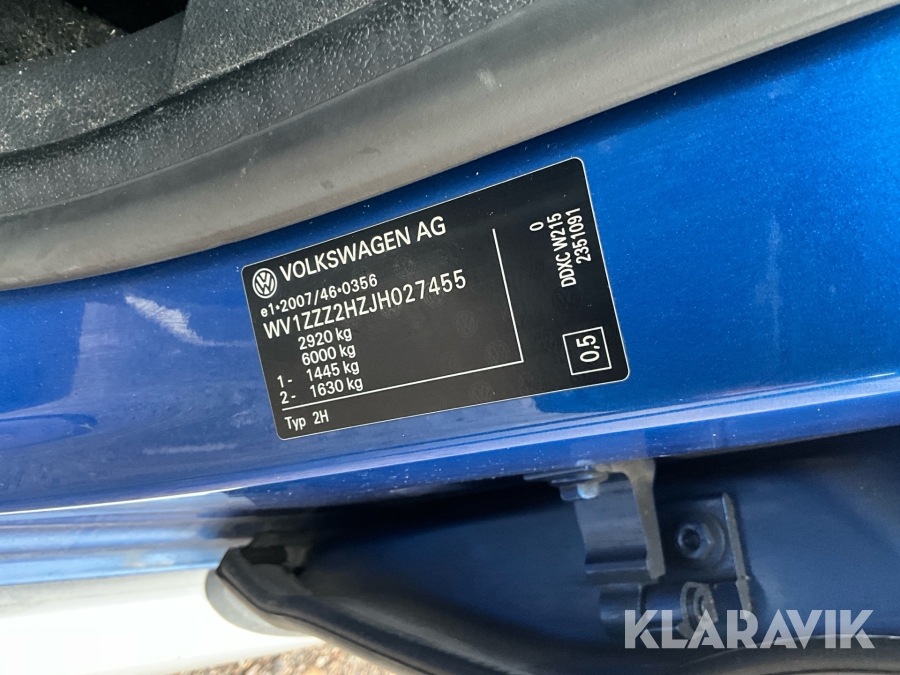 VOLKSWAGEN AG
e1*2007/46*0356
WV1ZZZ2HZJH027455
2920 kg
6000 kg
1- 1445 kg
2- 1630 kg
Typ 2H
0
DDXC W215
2351091
0,5
KLARAVIK